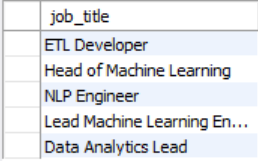 job_title
ETL Developer
Head of Machine Learning
NLP Engineer
Lead Machine Learning En...
Data Analytics Lead